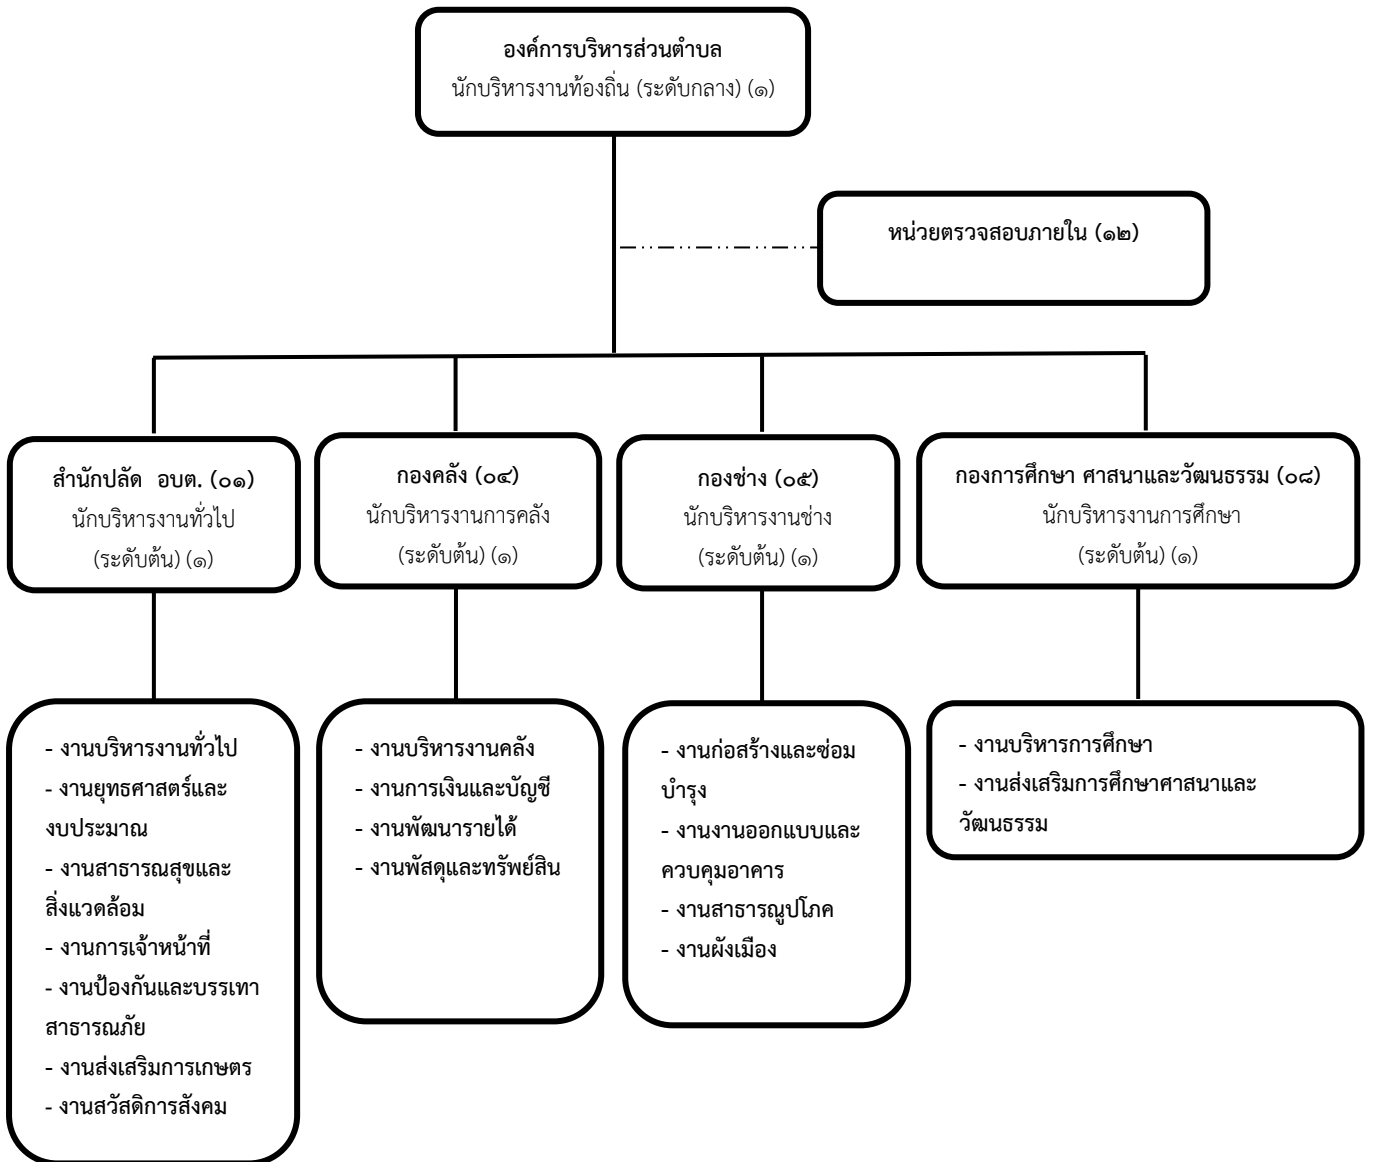 องค์การบริหารส่วนตำบล
นักบริหารงานท้องถิ่น (ระดับกลาง) (๑)
หน่วยตรวจสอบภายใน (๑๒)
สำนักปลัด อบต. (๐๑)
นักบริหารงานทั่วไป
(ระดับต้น) (๑)
กองคลัง (๐๔)
นักบริหารงานการคลัง
(ระดับต้น) (๑)
กองช่าง (๐๕)
นักบริหารงานช่าง
(ระดับต้น) (๑)
กองการศึกษา ศาสนาและวัฒนธรรม (๐๘)
นักบริหารงานการศึกษา
(ระดับต้น) (๑)
- งานบริหารงานทั่วไป
- งานยุทธศาสตร์และ
งบประมาณ
- งานสาธารณสุขและ
สิ่งแวดล้อม
- งานการเจ้าหน้าที่
- งานป้องกันและบรรเทา
สาธารณภัย
- งานส่งเสริมการเกษตร
- งานสวัสดิการสังคม
- งานบริหารงานคลัง
- งานการเงินและบัญชี
- งานพัฒนารายได้
- งานพัสดุและทรัพย์สิน
- งานก่อสร้างและซ่อม
บำรุง
- งานงานออกแบบและ
ควบคุมอาคาร
- งานสาธารณูปโภค
- งานผังเมือง
- งานบริหารการศึกษา
- งานส่งเสริมการศึกษาศาสนาและ
วัฒนธรรม